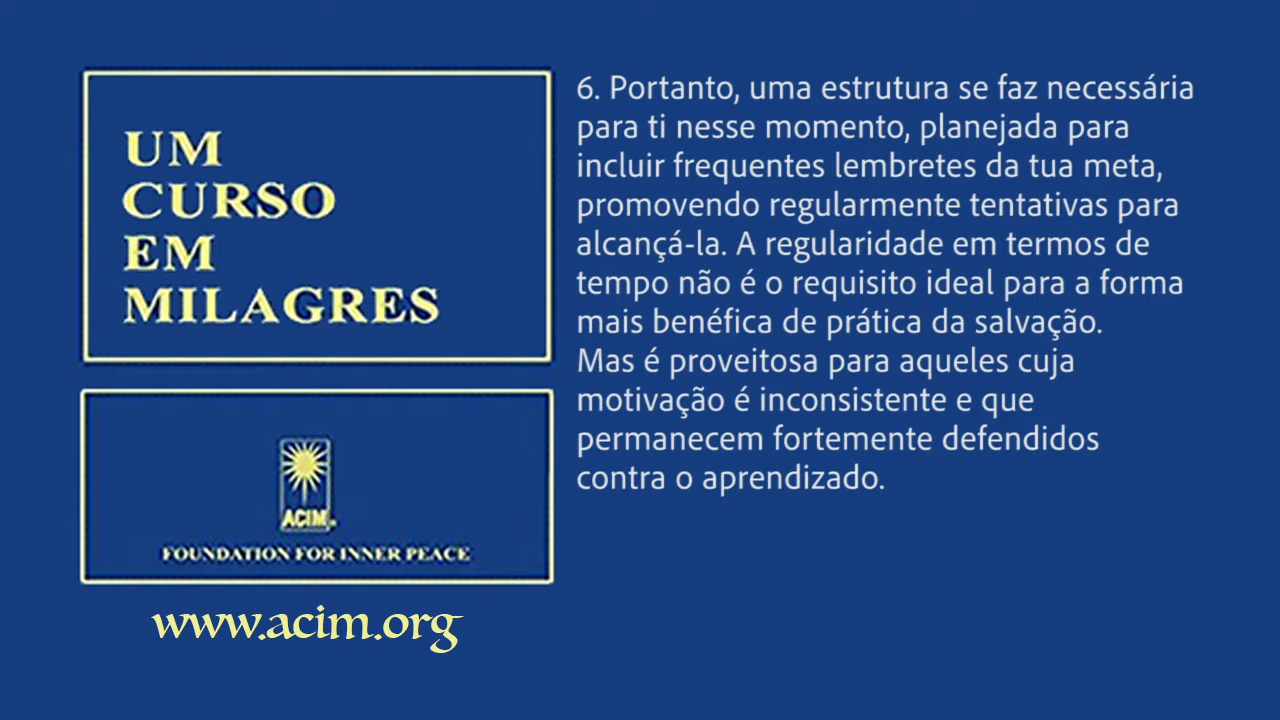 UM
CURSO
EM
MILAGRES
ACIM®
FOUNDATION FOR INNER PEACE
www.acim.org
6. Portanto, uma estrutura se faz necessária
para ti nesse momento, planejada para
incluir frequentes lembretes da tua meta,
promovendo regularmente tentativas para
alcançá-la. A regularidade em termos de
tempo não é o requisito ideal para a forma
mais benéfica de prática da salvação.
Mas é proveitosa para aqueles cuja
motivação é inconsistente e que
permanecem fortemente defendidos
contra o aprendizado.